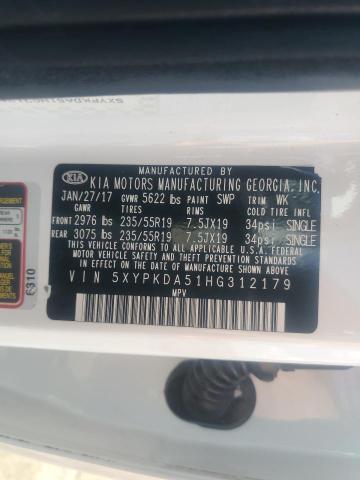 MANUFACTURED BY
KIA KIA MOTORS MANUFACTURING GEORGIA, INC.
JAN/27/17 GVWR 5622 lbs PAINT SWP TRIM WK
GAWR TIRES RIMS COLD TIRE INF.
FRONT 2976 lbs 235/55R19 7.5JX19 34psi SINGLE
REAR 3075 lbs 235/55R19 7.5JX19 34psi SINGLE
THIS VEHICLE CONFORMS TO ALL APPLICABLE U.S.A. FEDERAL
MOTOR VEHICLE SAFETY AND THEFT PREVENTION STANDARDS IN
EFFECT ON THE DATE OF MANUFACTURE SHOWN ABOVE.
VIN 5XYPKDA51HG312179
MPV
6310